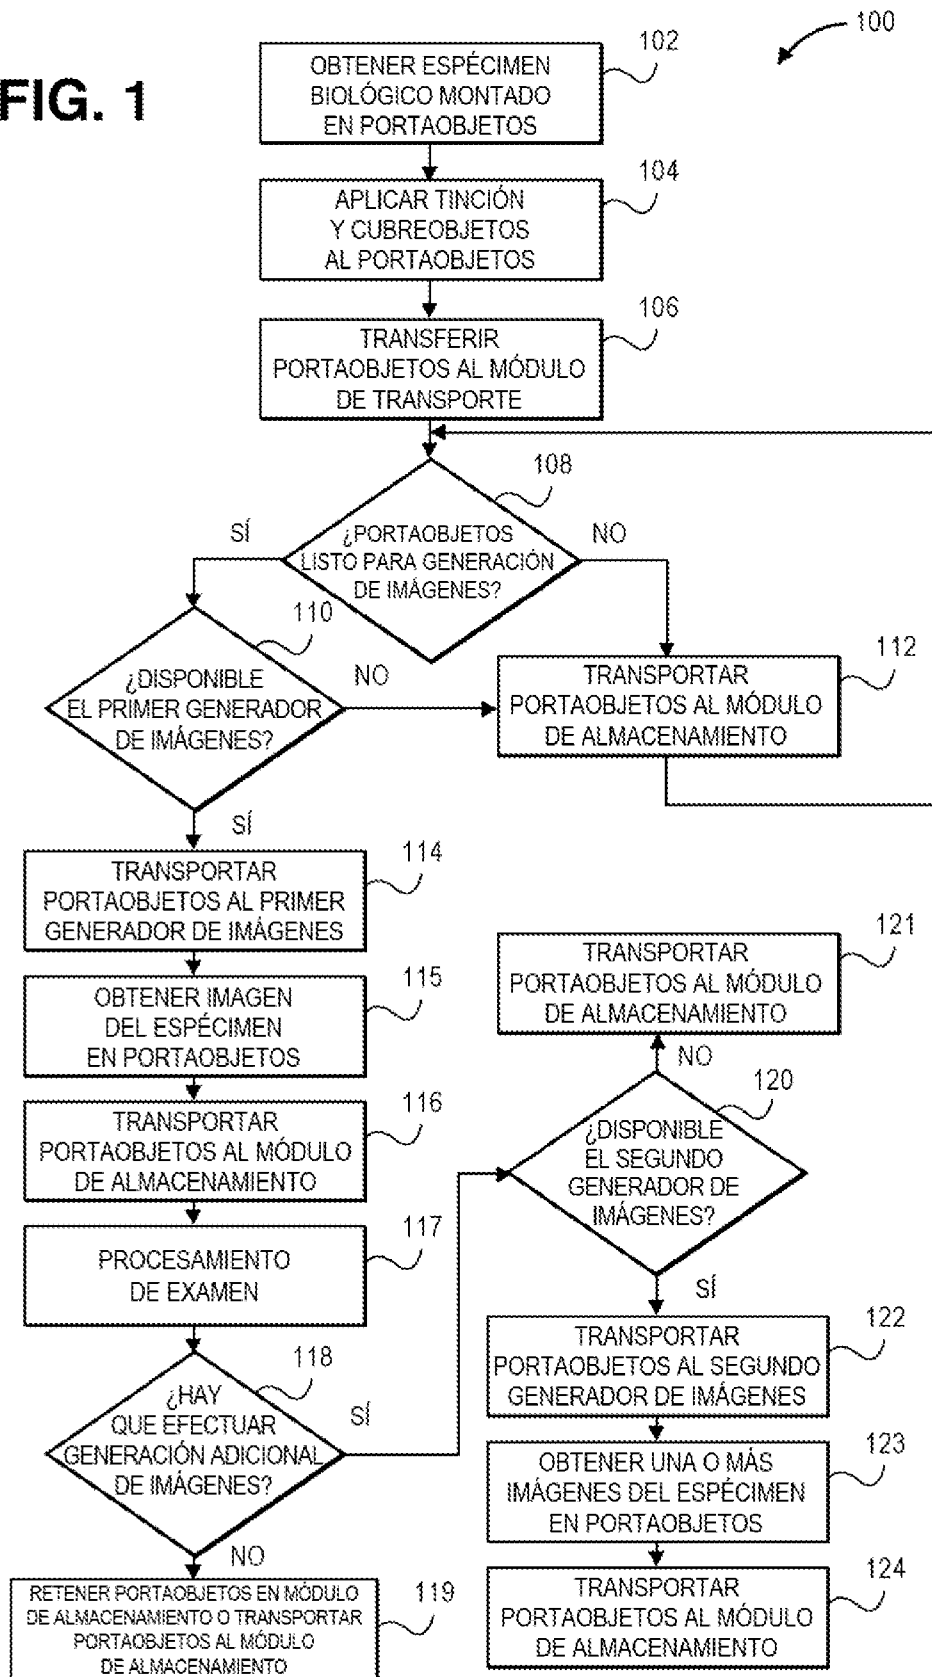 FIG. 1
100
102
OBTENER ESPÉCIMEN
BIOLÓGICO MONTADO
EN PORTAOBJETOS
104
APLICAR TINCIÓN
Y CUBREOBJETOS
AL PORTAOBJETOS
106
TRANSFERIR
PORTAOBJETOS AL MÓDULO
DE TRANSPORTE
108
¿PORTAOBJETOS
LISTO PARA GENERACIÓN
DE IMÁGENES?
SÍ
NO
110
¿DISPONIBLE
EL PRIMER GENERADOR
DE IMÁGENES?
NO
SÍ
112
TRANSPORTAR
PORTAOBJETOS AL MÓDULO
DE ALMACENAMIENTO
114
TRANSPORTAR
PORTAOBJETOS AL PRIMER
GENERADOR DE IMÁGENES
115
OBTENER IMAGEN
DEL ESPÉCIMEN
EN PORTAOBJETOS
116
TRANSPORTAR
PORTAOBJETOS AL MÓDULO
DE ALMACENAMIENTO
117
PROCESAMIENTO
DE EXAMEN
118
¿HAY
QUE EFECTUAR
GENERACIÓN ADICIONAL
DE IMÁGENES?
SÍ
NO
119
RETENER PORTAOBJETOS EN MÓDULO
DE ALMACENAMIENTO O TRANSPORTAR
PORTAOBJETOS AL MÓDULO
DE ALMACENAMIENTO
121
TRANSPORTAR
PORTAOBJETOS AL MÓDULO
DE ALMACENAMIENTO
NO
120
¿DISPONIBLE
EL SEGUNDO
GENERADOR DE
IMÁGENES?
SÍ
122
TRANSPORTAR
PORTAOBJETOS AL SEGUNDO
GENERADOR DE IMÁGENES
123
OBTENER UNA O MÁS
IMÁGENES DEL ESPÉCIMEN
EN PORTAOBJETOS
124
TRANSPORTAR
PORTAOBJETOS AL MÓDULO
DE ALMACENAMIENTO